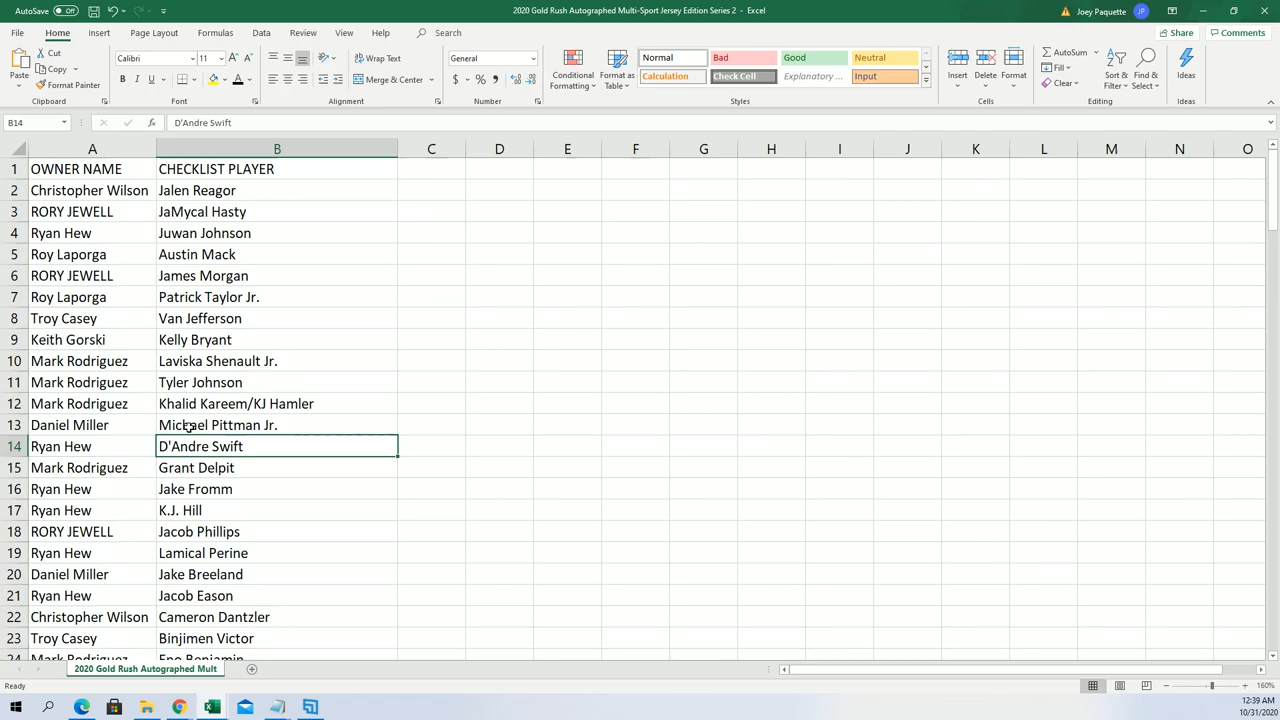 AutoSave Off 2020 Gold Rush Autographed Multi-Sport Jersey Edition Series 2 - Excel Joey Paquette JP
File Home Insert Page Layout Formulas Data Review View Help Search Share Comments
Paste Cut Copy Format Painter Clipboard
Calibri 11 A A B I U A Font
Wrap Text Merge & Center Alignment
General $ % , Number
Conditional Formatting Format as Table
Normal Bad Good Neutral
Calculation Check Cell Explanatory ... Input
Styles
Insert Delete Format Cells
AutoSum Fill Clear Sort & Filter Find & Select Editing
Ideas Ideas
B14 fx D'Andre Swift
A B C D E F G H I J K L M N O
1 OWNER NAME CHECKLIST PLAYER
2 Christopher Wilson Jalen Reagor
3 RORY JEWELL JaMycal Hasty
4 Ryan Hew Juwan Johnson
5 Roy Laporga Austin Mack
6 RORY JEWELL James Morgan
7 Roy Laporga Patrick Taylor Jr.
8 Troy Casey Van Jefferson
9 Keith Gorski Kelly Bryant
10 Mark Rodriguez Laviska Shenault Jr.
11 Mark Rodriguez Tyler Johnson
12 Mark Rodriguez Khalid Kareem/KJ Hamler
13 Daniel Miller Michael Pittman Jr.
14 Ryan Hew D'Andre Swift
15 Mark Rodriguez Grant Delpit
16 Ryan Hew Jake Fromm
17 Ryan Hew K.J. Hill
18 RORY JEWELL Jacob Phillips
19 Ryan Hew Lamical Perine
20 Daniel Miller Jake Breeland
21 Ryan Hew Jacob Eason
22 Christopher Wilson Cameron Dantzler
23 Troy Casey Binjimen Victor
24 Mark Rodriguez Eno Benjamin
2020 Gold Rush Autographed Mult
Ready 160%
12:39 AM
10/31/2020